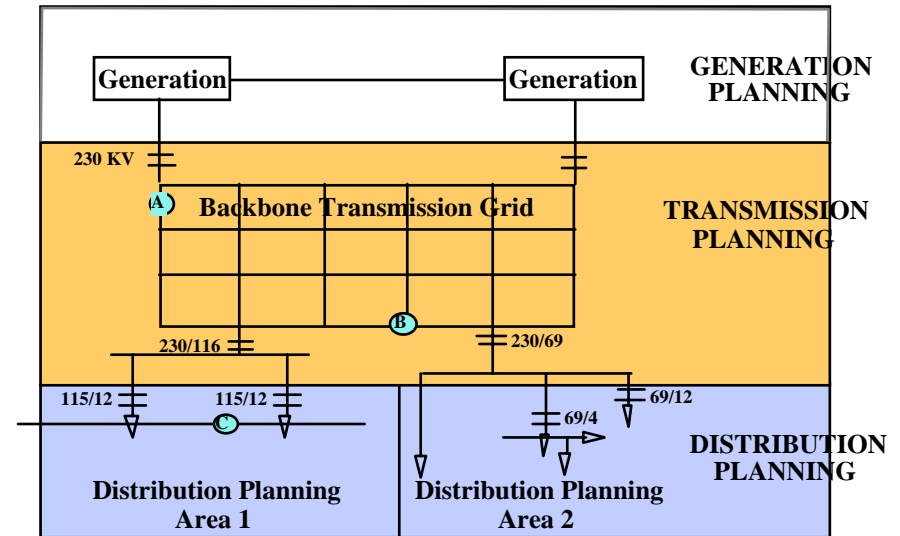 Generation
Generation
GENERATION
PLANNING
230 KV
A
Backbone Transmission Grid
TRANSMISSION
PLANNING
B
230/116
230/69
115/12
115/12
69/12
C
69/4
DISTRIBUTION
PLANNING
Distribution Planning
Area 1
Distribution Planning
Area 2